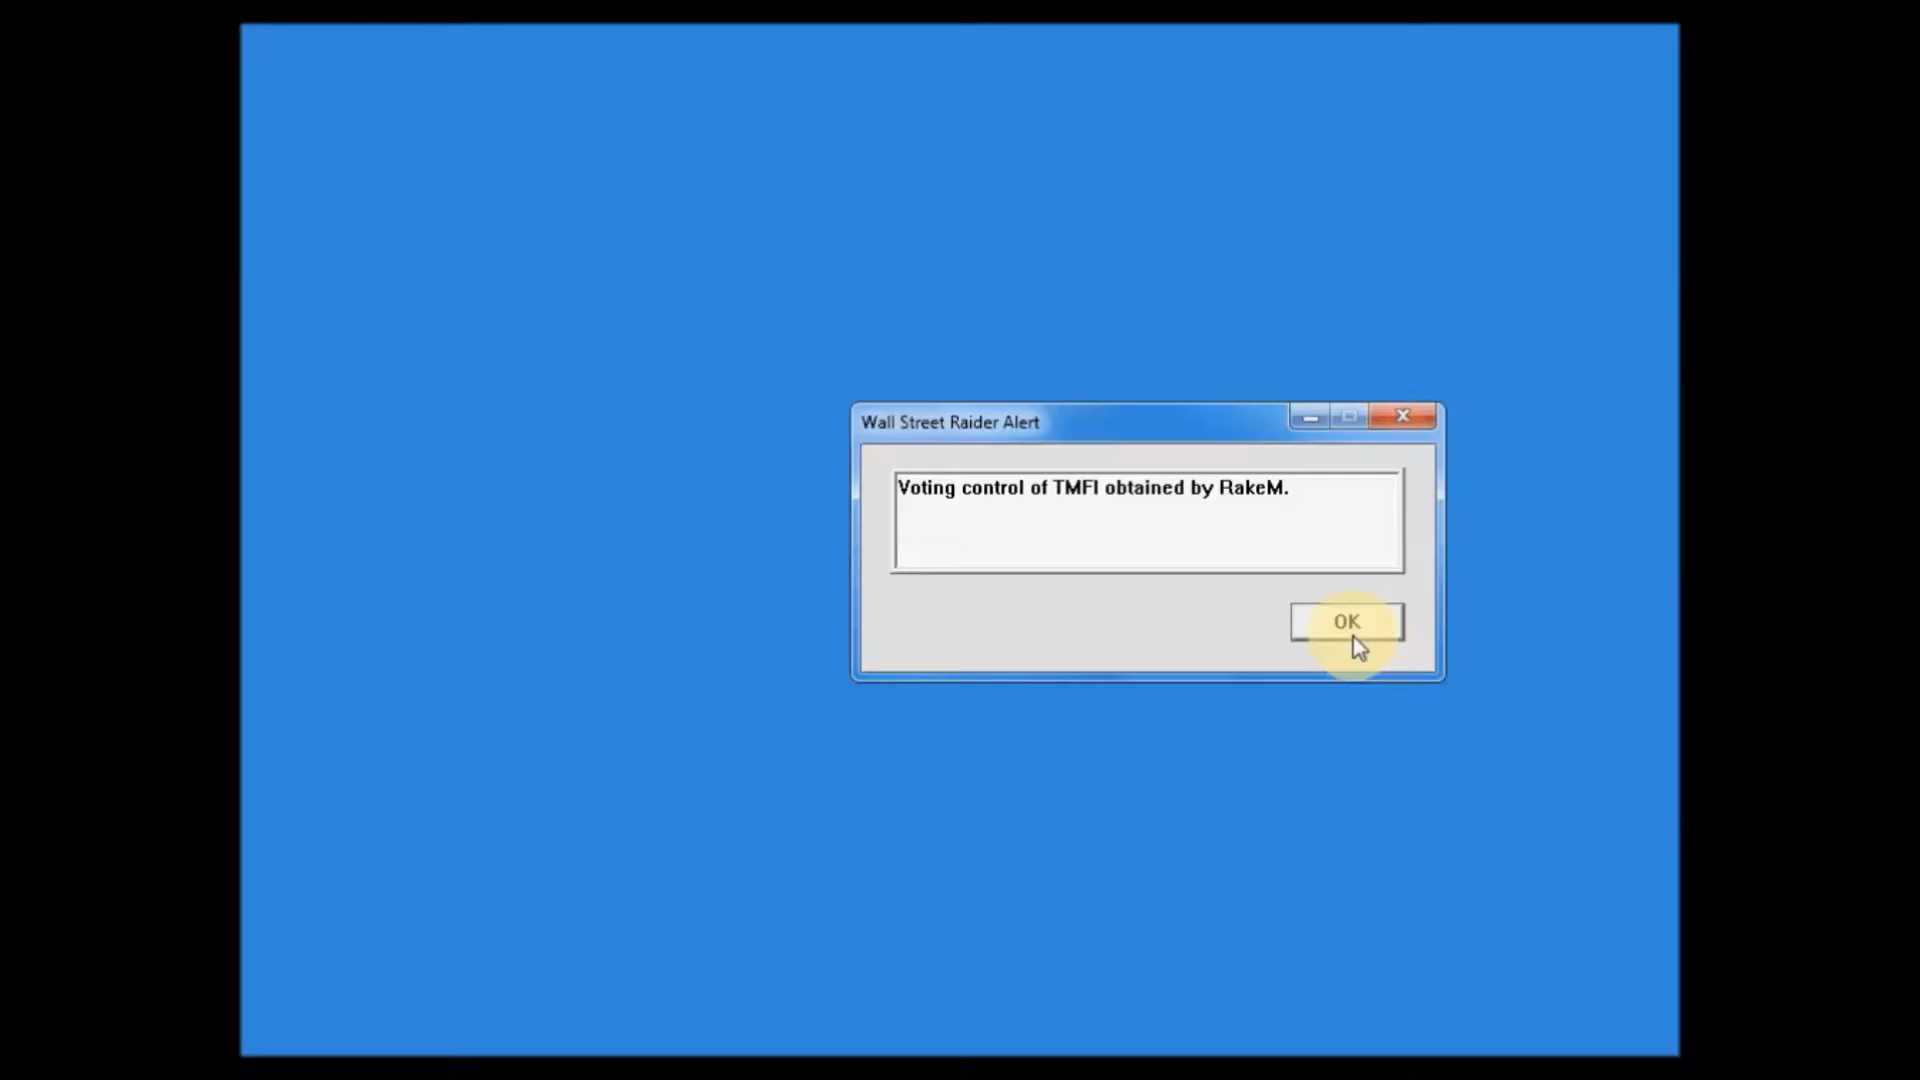 Wall Street Raider Alert
Voting control of TMFI obtained by RakeM.
OK